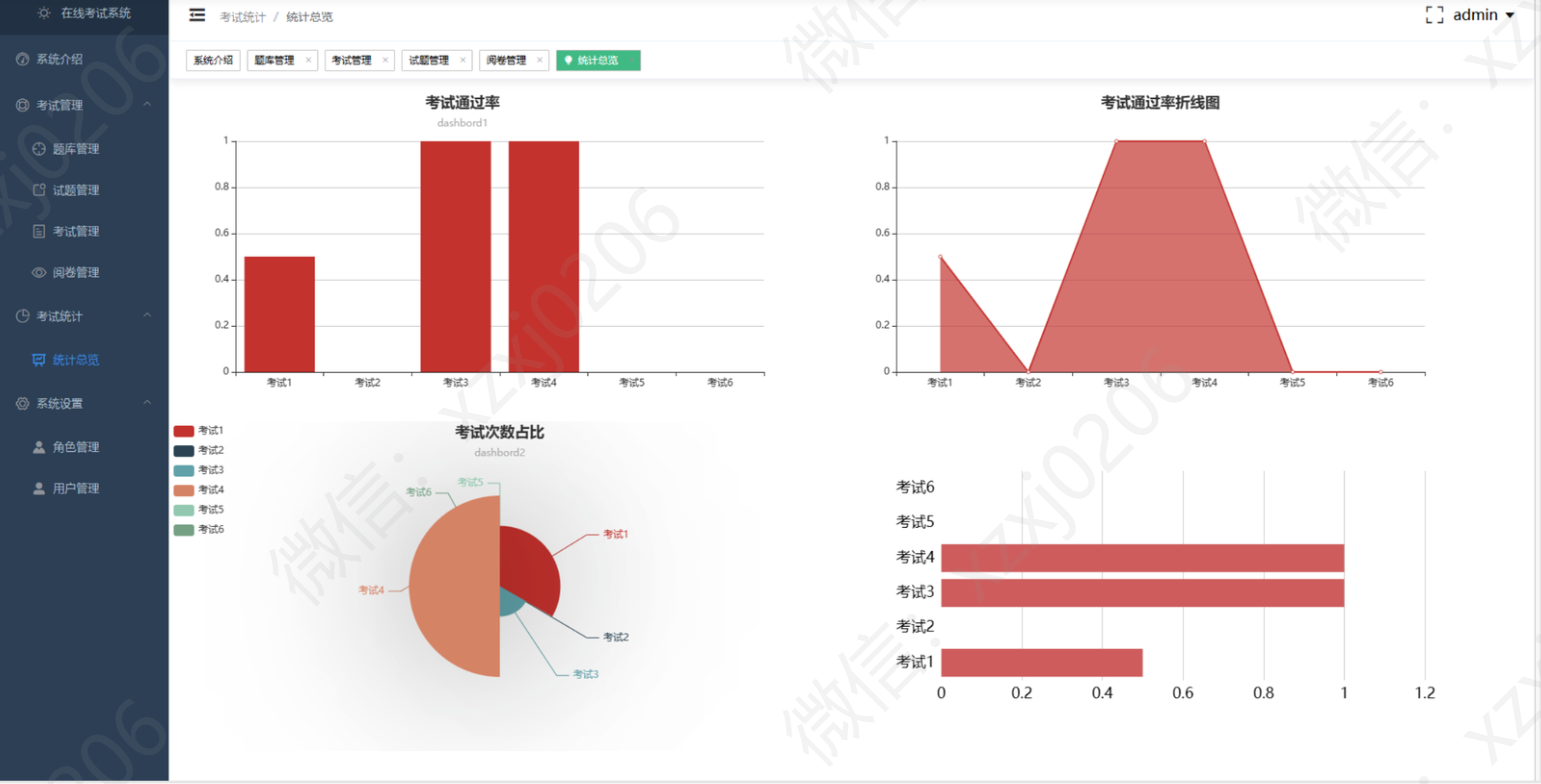 在线考试系统
系统介绍
考试管理
题库管理
试题管理
考试管理
阅卷管理
考试统计
统计总览
系统设置
角色管理
用户管理
考试统计 / 统计总览
admin
系统介绍 题库管理 × 考试管理 × 试题管理 × 阅卷管理 × 统计总览
考试通过率
dashbord1
1
0.8
0.6
0.4
0.2
0
考试1 考试2 考试3 考试4 考试5 考试6
考试通过率折线图
1
0.8
0.6
0.4
0.2
0
考试1 考试2 考试3 考试4 考试5 考试6
考试1
考试2
考试3
考试4
考试5
考试6
考试次数占比
dashbord2
考试5
考试6
考试1
考试4
考试2
考试3
考试6
考试5
考试4
考试3
考试2
考试1
0 0.2 0.4 0.6 0.8 1 1.2
微信：xzxj0206